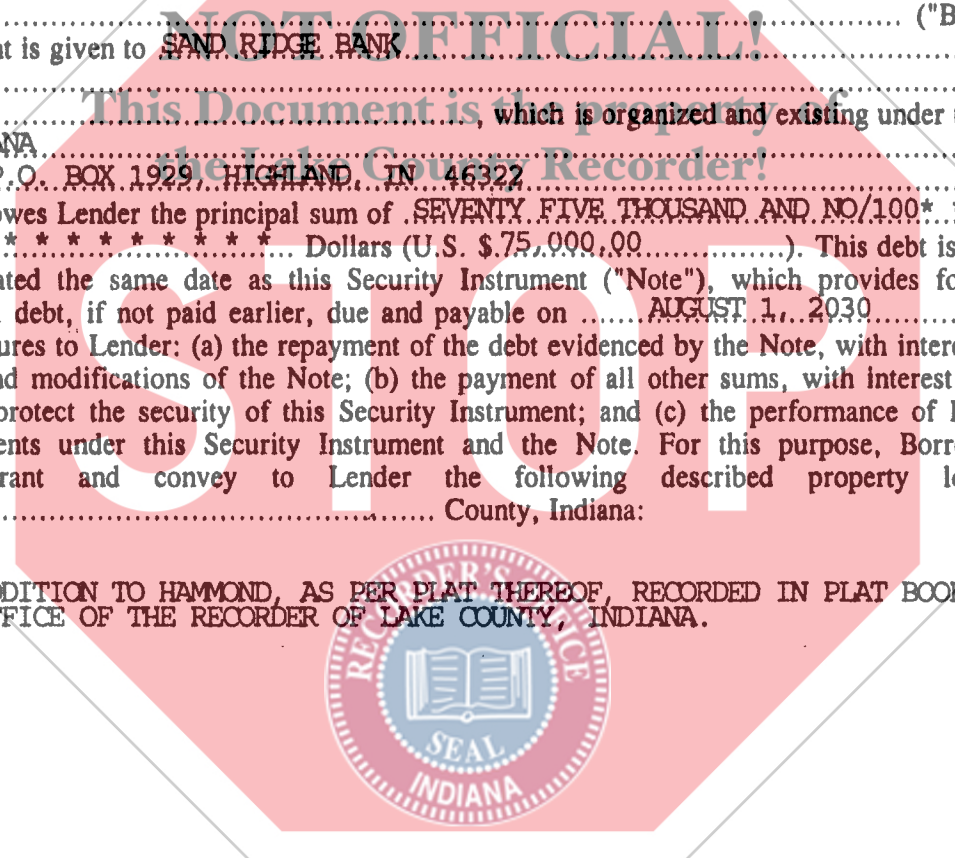 ("B
NOT OFFICIAL!
t is given to SAND RIDGE BANK
This Document is the property of
, which is organized and existing under
ANA
the Lake County Recorder!
P.O. BOX 1929, HIGHLAND, IN 46322
owes Lender the principal sum of SEVENTY FIVE THOUSAND AND NO/100*
* * * * * * * * * Dollars (U.S. $ 75,000.00 ). This debt is
ated the same date as this Security Instrument ("Note"), which provides fo
debt, if not paid earlier, due and payable on AUGUST 1, 2030
ures to Lender: (a) the repayment of the debt evidenced by the Note, with inter
nd modifications of the Note; (b) the payment of all other sums, with interest
protect the security of this Security Instrument; and (c) the performance of
ents under this Security Instrument and the Note. For this purpose, Borr
rant and convey to Lender the following described property l
County, Indiana:
STOP
DDITION TO HAMMOND, AS PER PLAT THEREOF, RECORDED IN PLAT BOOK
FFICE OF THE RECORDER OF LAKE COUNTY, INDIANA.
RECORDER'S OFFICE
SEAL
INDIANA